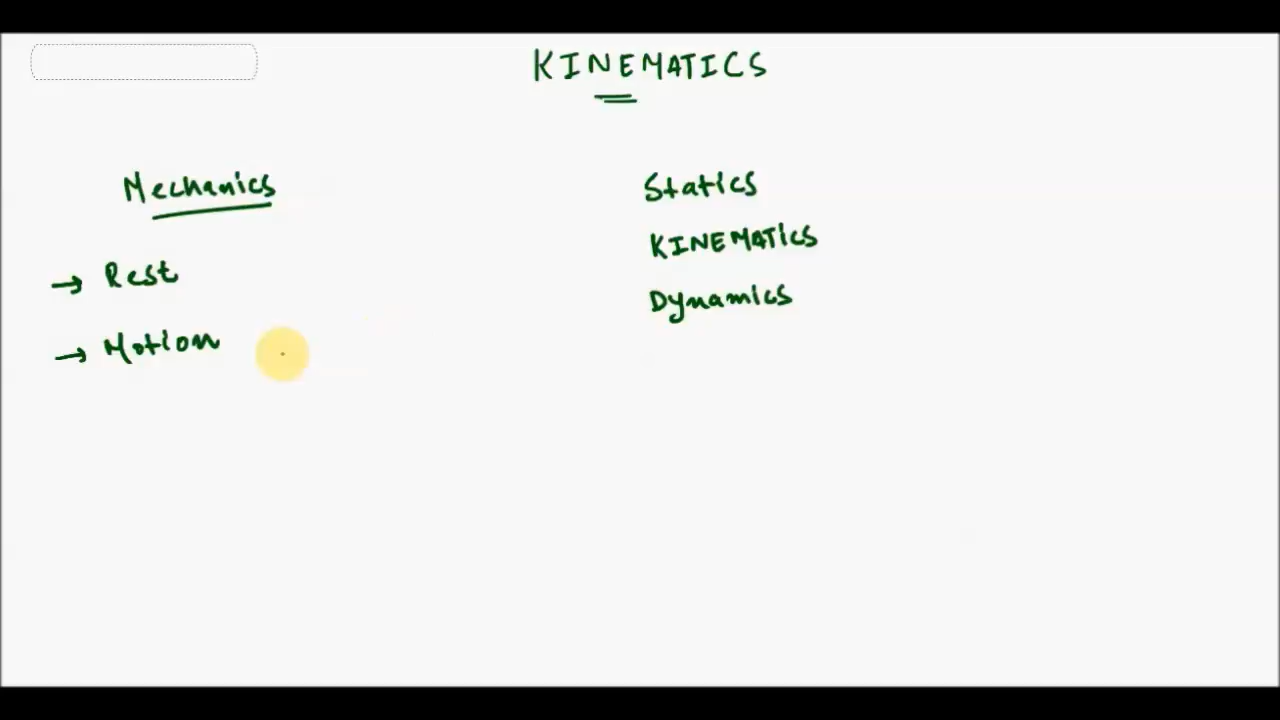 KINEMATICS
Mechanics
→ Rest
→ Motion
Statics
KINEMATICS
Dynamics